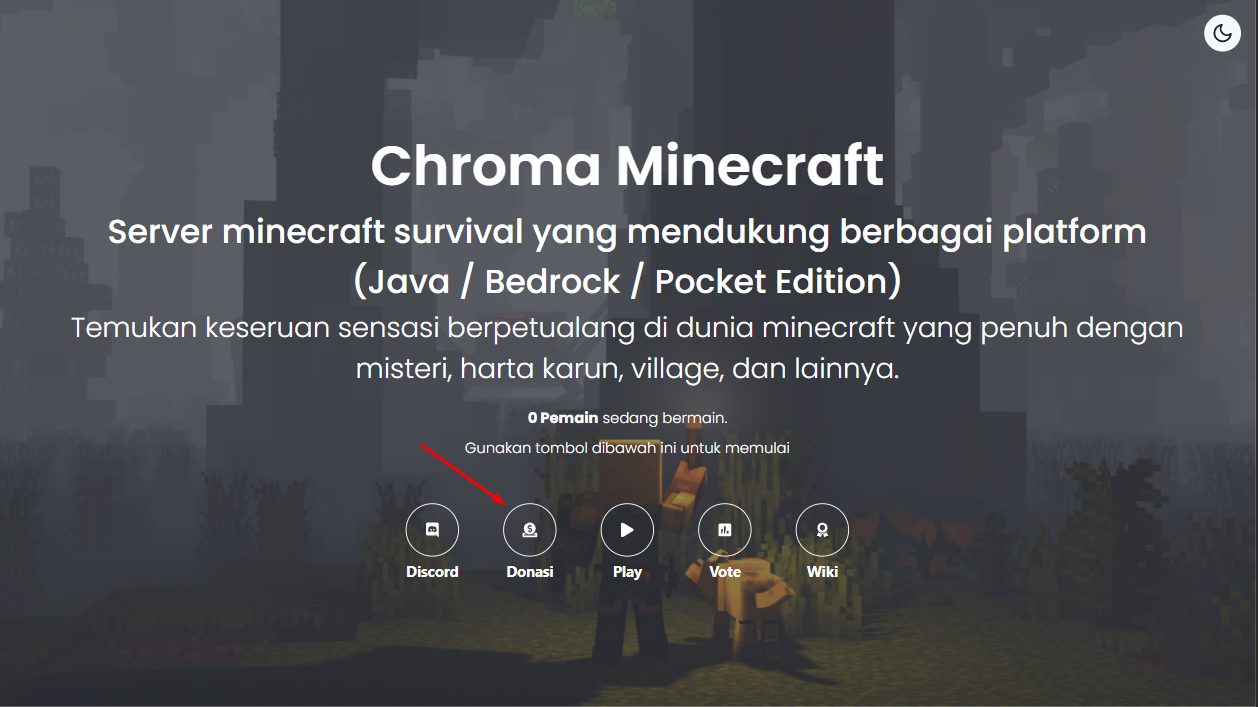 Chroma Minecraft
Server minecraft survival yang mendukung berbagai platform
(Java / Bedrock / Pocket Edition)
Temukan keseruan sensasi berpetualang di dunia minecraft yang penuh dengan
misteri, harta karun, village, dan lainnya.
0 Pemain sedang bermain.
Gunakan tombol dibawah ini untuk memulai
Discord Donasi Play Vote Wiki